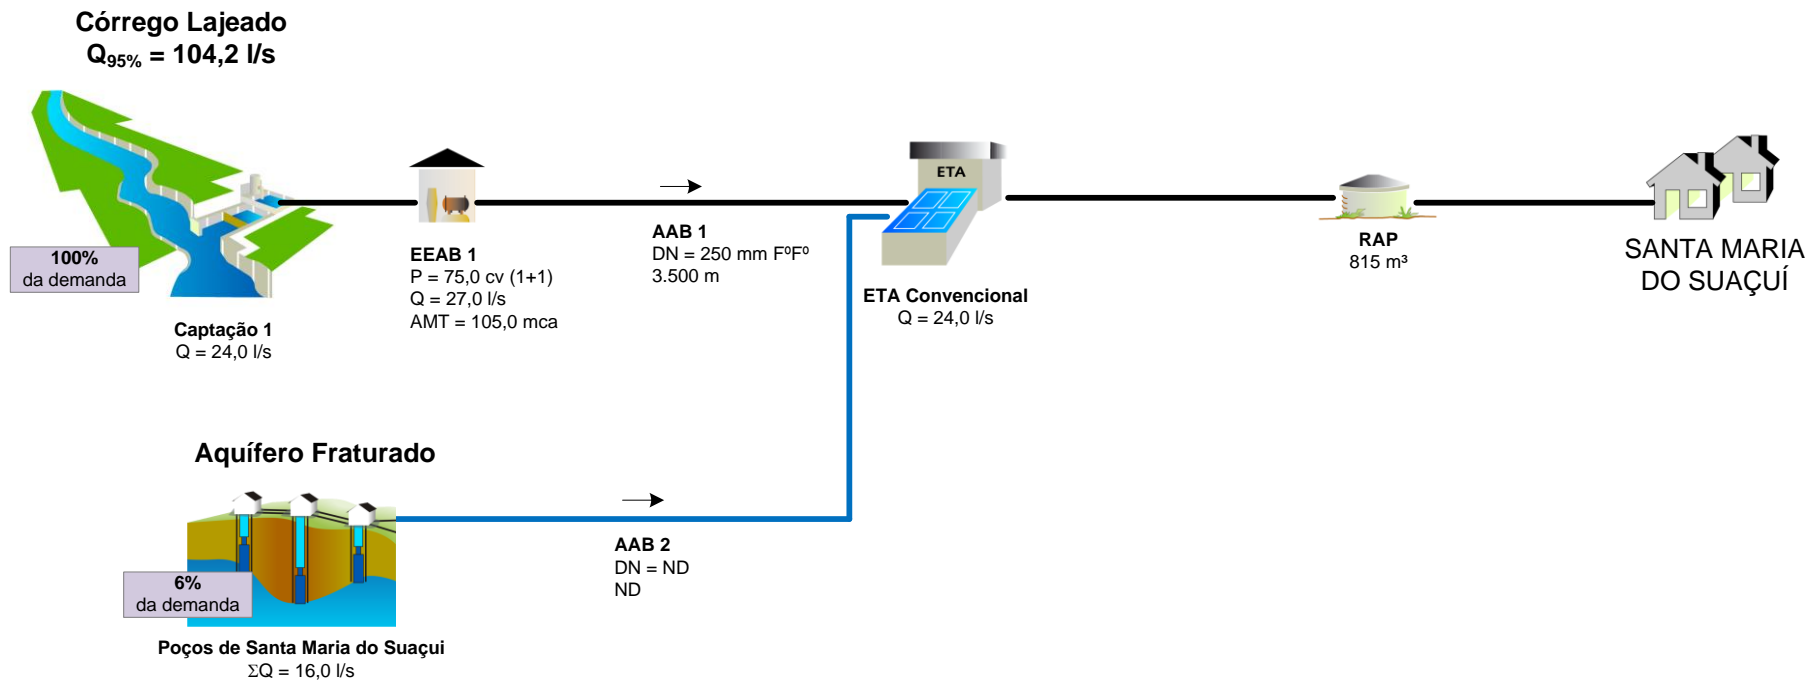 Córrego Lajeado
Q95% = 104,2 l/s
100%
da demanda
Captação 1
Q = 24,0 l/s
EEAB 1
P = 75,0 cv (1+1)
Q = 27,0 l/s
AMT = 105,0 mca
AAB 1
DN = 250 mm FºFº
3.500 m
ETA
ETA Convencional
Q = 24,0 l/s
RAP
815 m³
SANTA MARIA
DO SUAÇUÍ
Aquífero Fraturado
6%
da demanda
Poços de Santa Maria do Suaçui
ΣQ = 16,0 l/s
AAB 2
DN = ND
ND